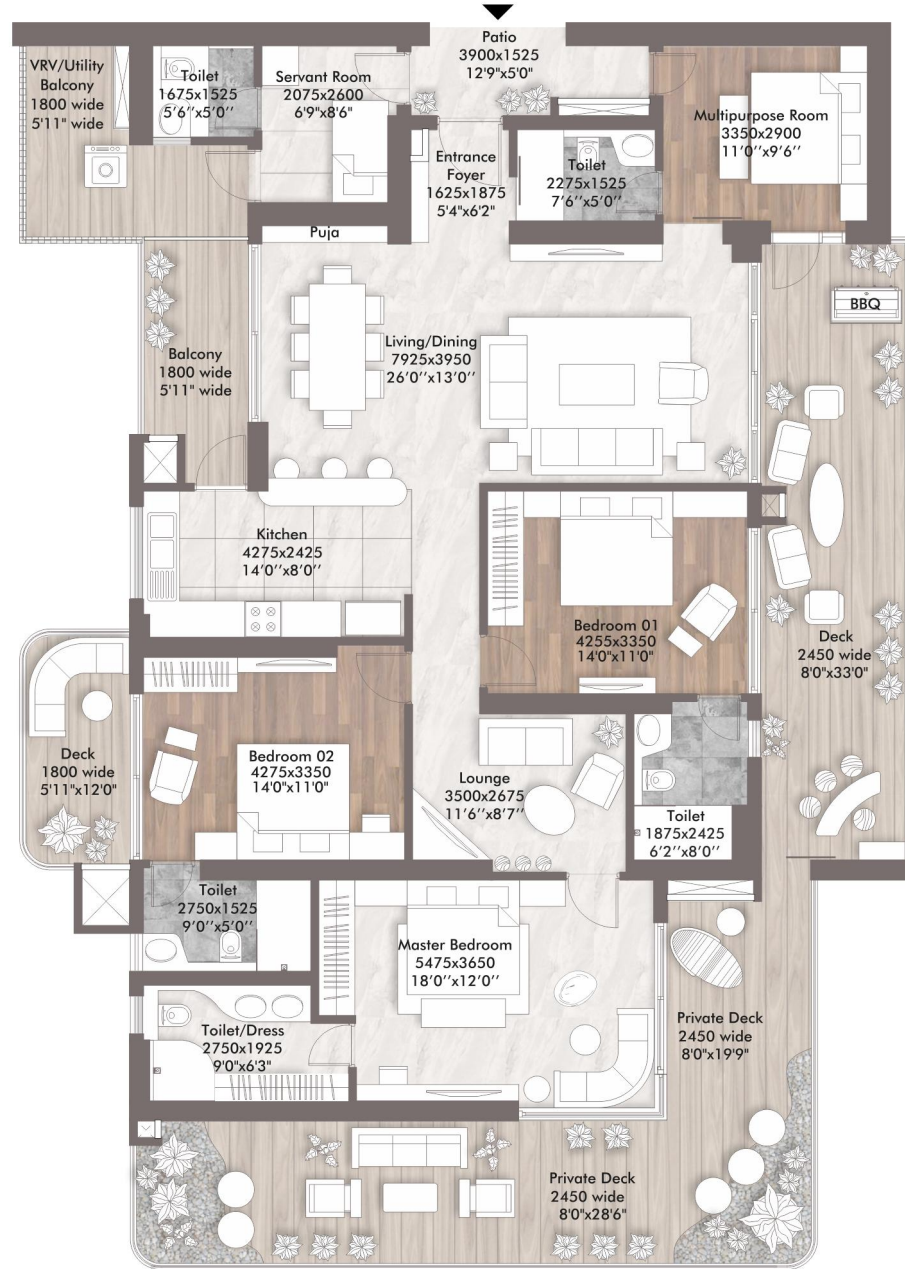 Patio
3900x1525
12'9"x5'0"
VRV/Utility
Balcony
1800 wide
5'11" wide
Toilet
1675x1525
5'6''x5'0''
Servant Room
2075x2600
6'9"x8'6"
Multipurpose Room
3350x2900
11'0''x9'6''
Entrance
Foyer
1625x1875
5'4"x6'2"
Toilet
2275x1525
7'6''x5'0''
Puja
BBQ
Balcony
1800 wide
5'11" wide
Living/Dining
7925x3950
26'0''x13'0''
Kitchen
4275x2425
14'0''x8'0''
Bedroom 01
4255x3350
14'0"x11'0"
Deck
2450 wide
8'0"x33'0"
Deck
1800 wide
5'11"x12'0"
Bedroom 02
4275x3350
14'0"x11'0"
Lounge
3500x2675
11'6''x8'7''
Toilet
1875x2425
6'2''x8'0''
Toilet
2750x1525
9'0''x5'0''
Master Bedroom
5475x3650
18'0''x12'0''
Toilet/Dress
2750x1925
9'0"x6'3"
Private Deck
2450 wide
8'0"x19'9"
Private Deck
2450 wide
8'0"x28'6"